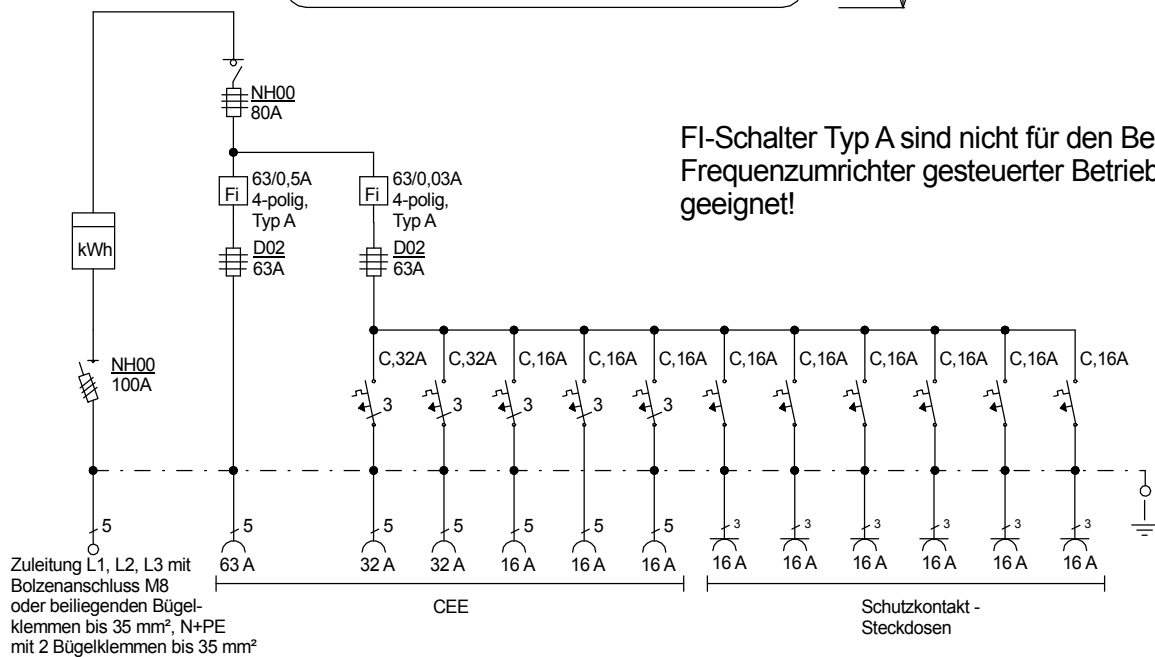 NH00
80A
FI-Schalter Typ A sind nicht für den
Frequenzumrichter gesteuerter
geeignet!
Fi
63/0,5A
4-polig,
Typ A
Fi
63/0,03A
4-polig,
Typ A
kWh
D02
63A
D02
63A
NH00
100A
C,32A C,32A C,16A C,16A C,16A C,16A C,16A C,16A C,16A C,16A C,16A
3 3 3 3 3
5 5 5 5 5 5 5 3 3 3 3 3 3
63 A 32 A 32 A 16 A 16 A 16 A 16 A 16 A 16 A 16 A 16 A 16 A
Zuleitung L1, L2, L3 mit
Bolzenanschluss M8
oder beiliegenden Bügel-
klemmen bis 35 mm², N+PE
mit 2 Bügelklemmen bis 35 mm²
CEE
Schutzkontakt -
Steckdosen